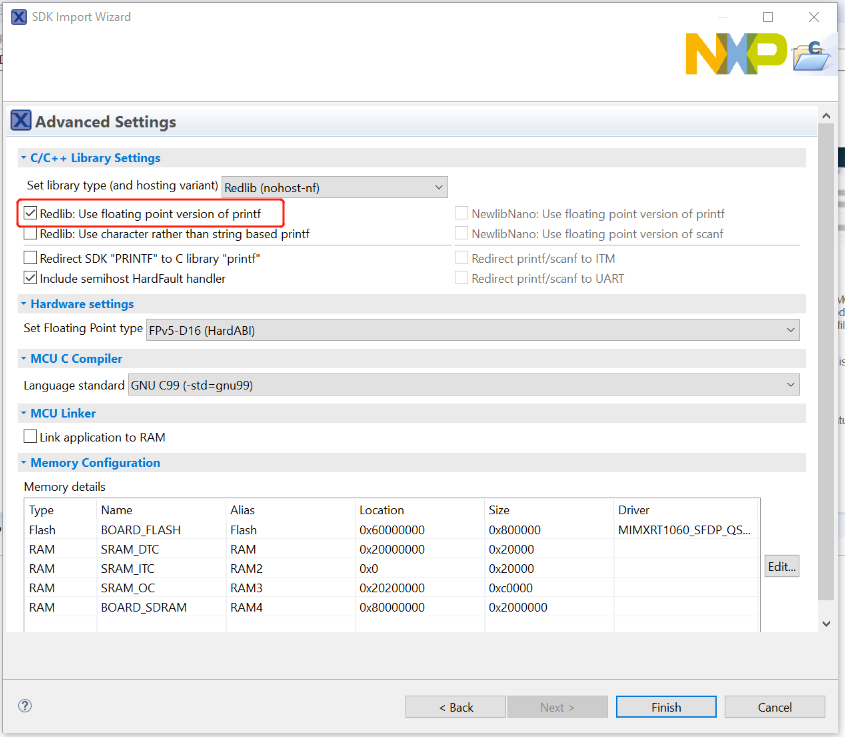 SDK Import Wizard
NXP
Advanced Settings
C/C++ Library Settings
Set library type (and hosting variant) Redlib (nohost-nf)
Redlib: Use floating point version of printf NewlibNano: Use floating point version of printf
Redlib: Use character rather than string based printf NewlibNano: Use floating point version of scanf
Redirect SDK "PRINTF" to C library "printf" Redirect printf/scanf to ITM
Include semihost HardFault handler Redirect printf/scanf to UART
Hardware settings
Set Floating Point type FPv5-D16 (HardABI)
MCU C Compiler
Language standard GNU C99 (-std=gnu99)
MCU Linker
Link application to RAM
Memory Configuration
Memory details
Type Name Alias Location Size Driver
Flash BOARD_FLASH Flash 0x60000000 0x800000 MIMXRT1060_SFDP_QS...
RAM SRAM_DTC RAM 0x20000000 0x20000
RAM SRAM_ITC RAM2 0x0 0x20000
RAM SRAM_OC RAM3 0x20200000 0xc0000
RAM BOARD_SDRAM RAM4 0x80000000 0x2000000
Edit...
< Back Next > Finish Cancel